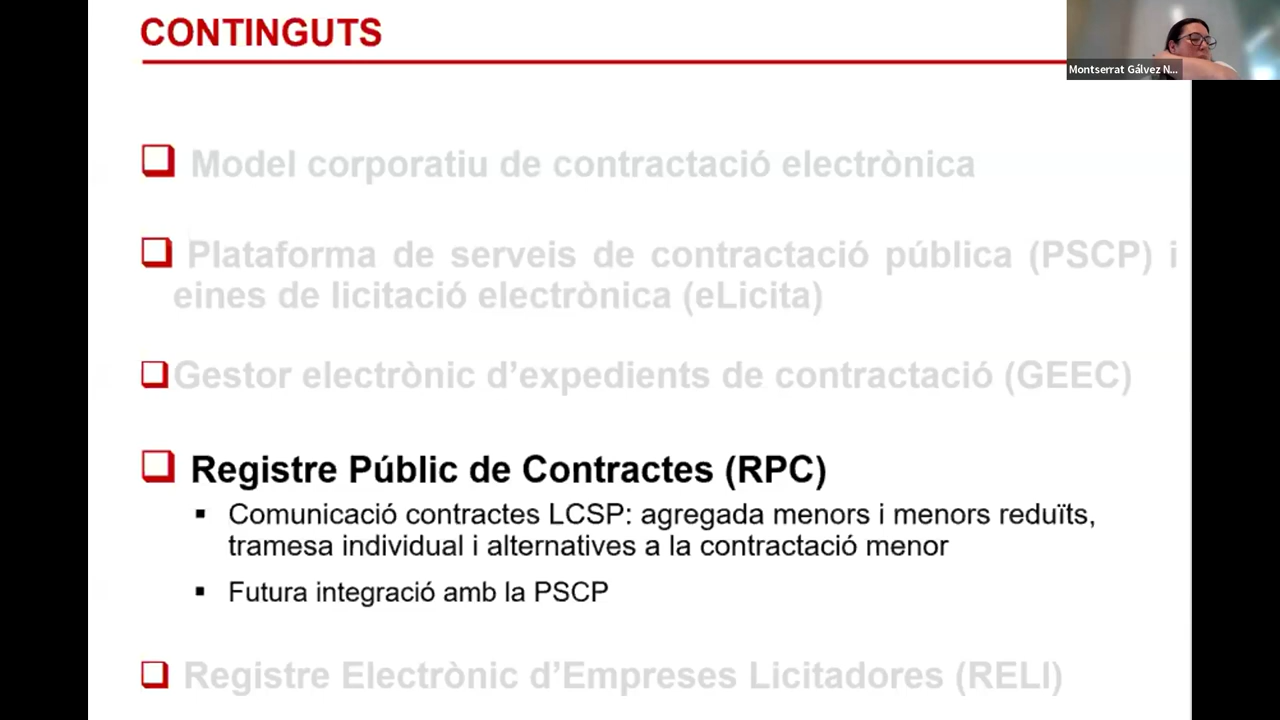 CONTINGUTS
Montserrat Gálvez N...
Model corporatiu de contractació electrònica
Plataforma de serveis de contractació pública (PSCP) i
eines de licitació electrònica (eLicita)
Gestor electrònic d’expedients de contractació (GEEC)
Registre Públic de Contractes (RPC)
Comunicació contractes LCSP: agregada menors i menors reduïts,
tramesa individual i alternatives a la contractació menor
Futura integració amb la PSCP
Registre Electrònic d’Empreses Licitadores (RELI)